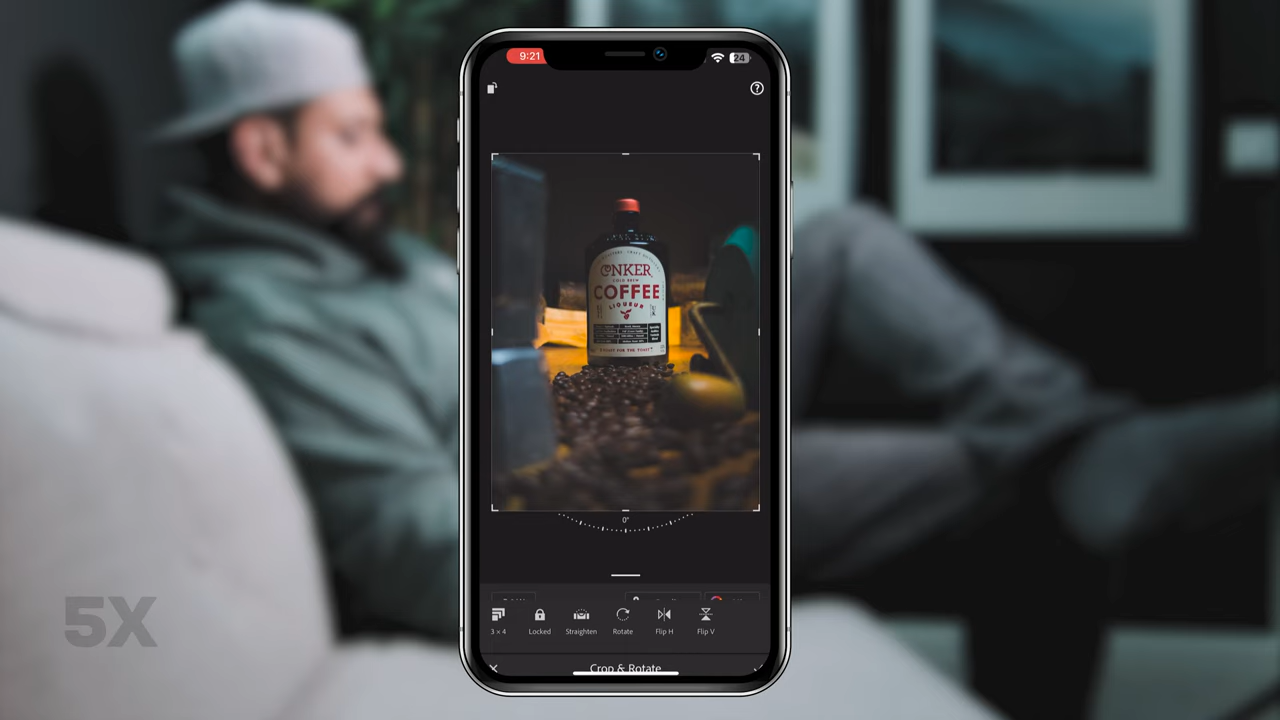 9:21
24
CONKER
COLD BREW
COFFEE
LIQUEUR
0°
3 × 4
Locked
Straighten
Rotate
Flip H
Flip V
Crop & Rotate
5X